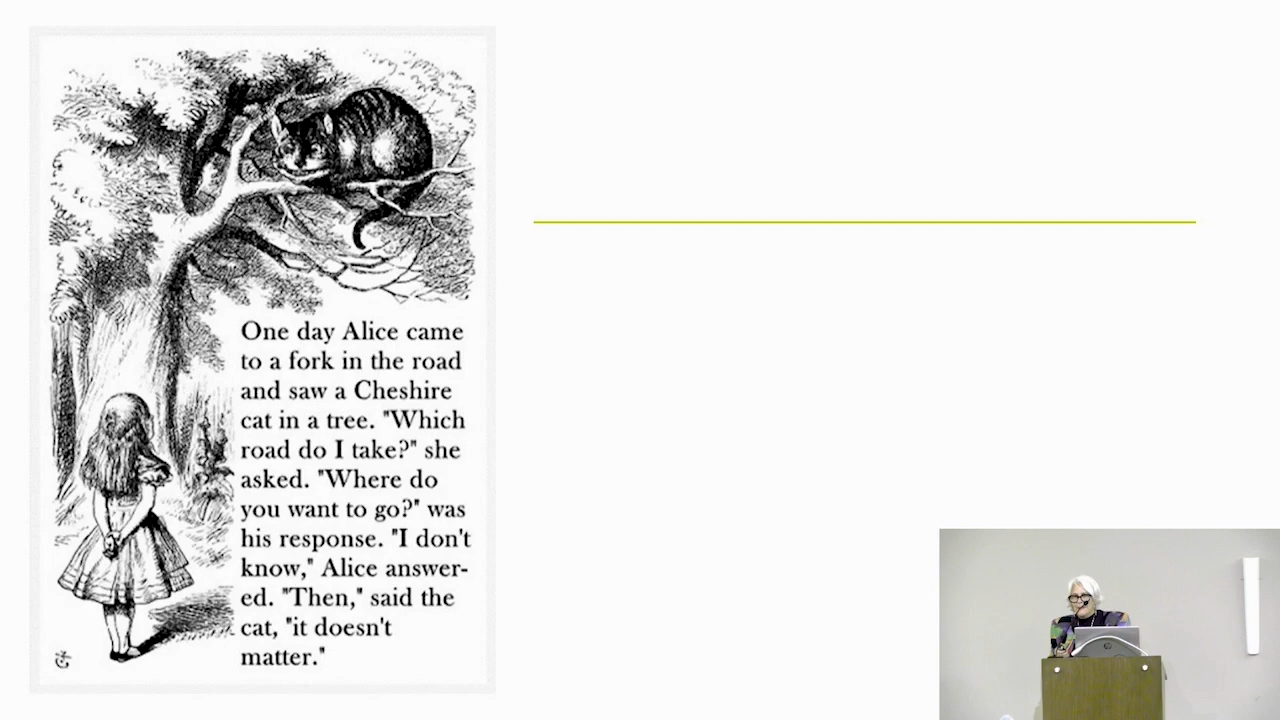 One day Alice came
to a fork in the road
and saw a Cheshire
cat in a tree. "Which
road do I take?" she
asked. "Where do
you want to go?" was
his response. "I don't
know," Alice answer-
ed. "Then," said the
cat, "it doesn't
matter."